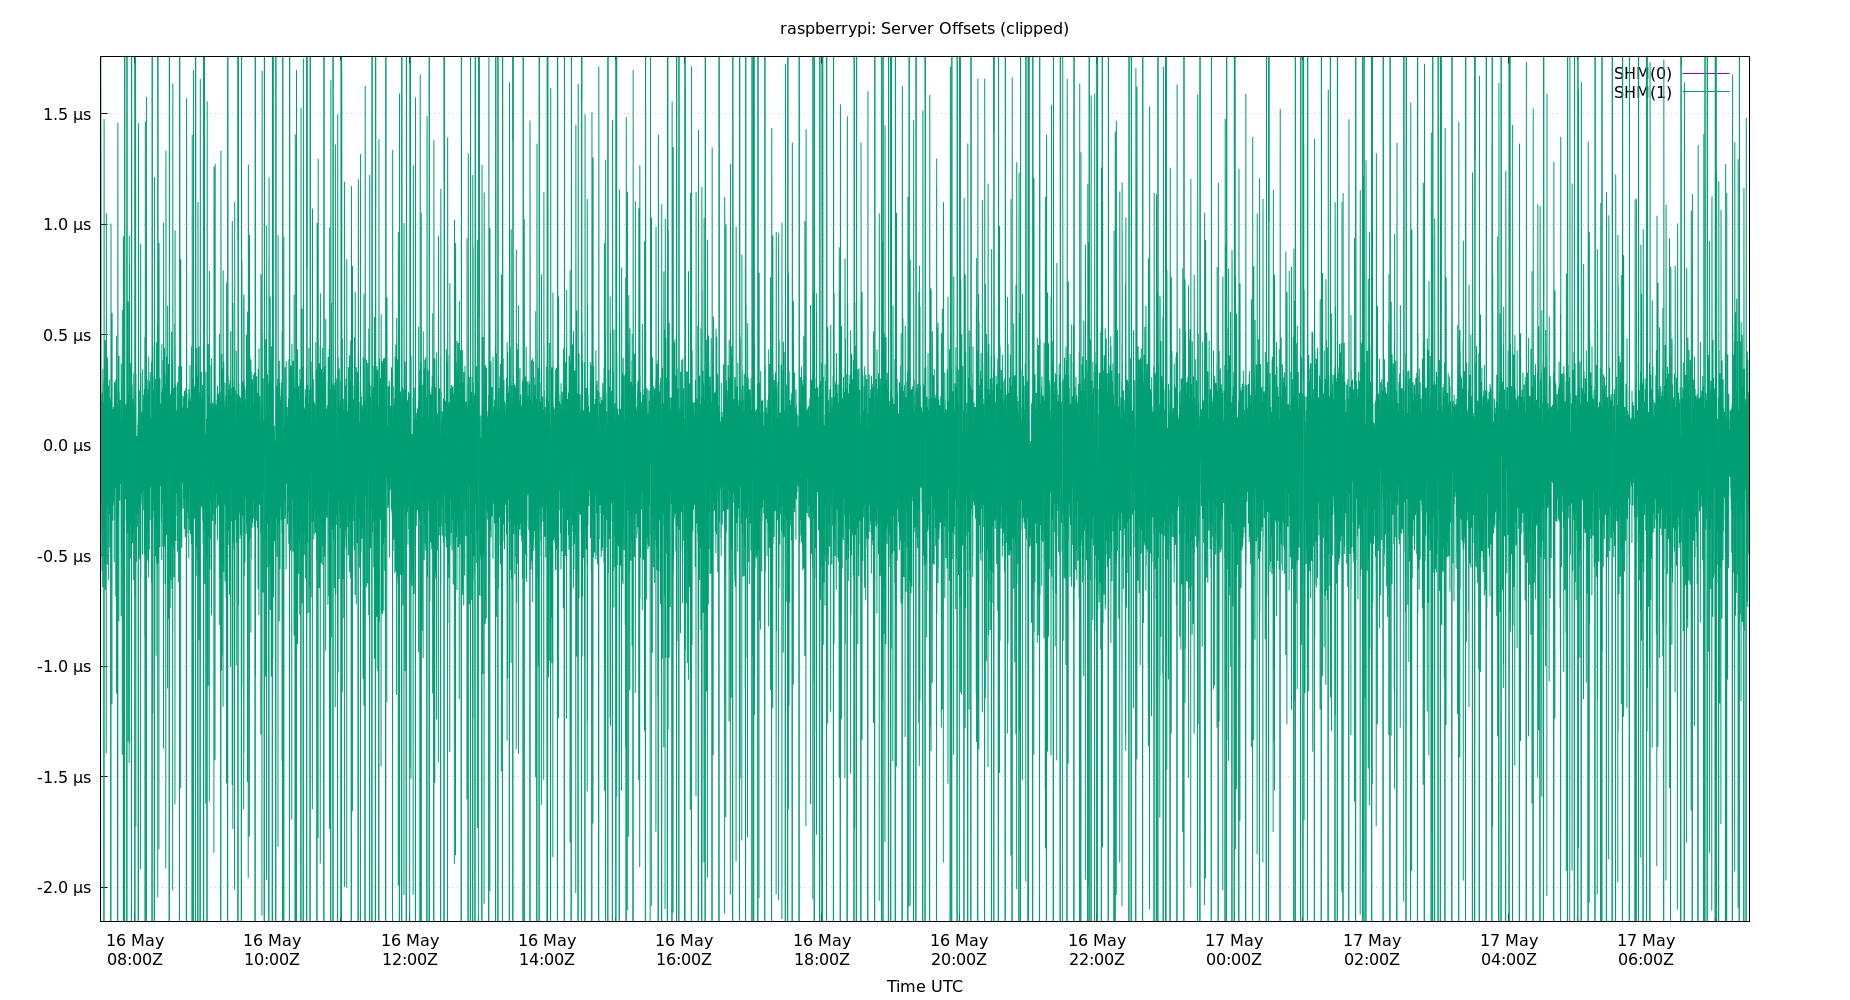 raspberrypi: Server Offsets (clipped)
SHM(0)
SHM(1)
1.5 µs
1.0 µs
0.5 µs
0.0 µs
-0.5 µs
-1.0 µs
-1.5 µs
-2.0 µs
16 May 16 May 16 May 16 May 16 May 16 May 16 May 16 May 17 May 17 May 17 May 17 May
08:00Z 10:00Z 12:00Z 14:00Z 16:00Z 18:00Z 20:00Z 22:00Z 00:00Z 02:00Z 04:00Z 06:00Z
Time UTC